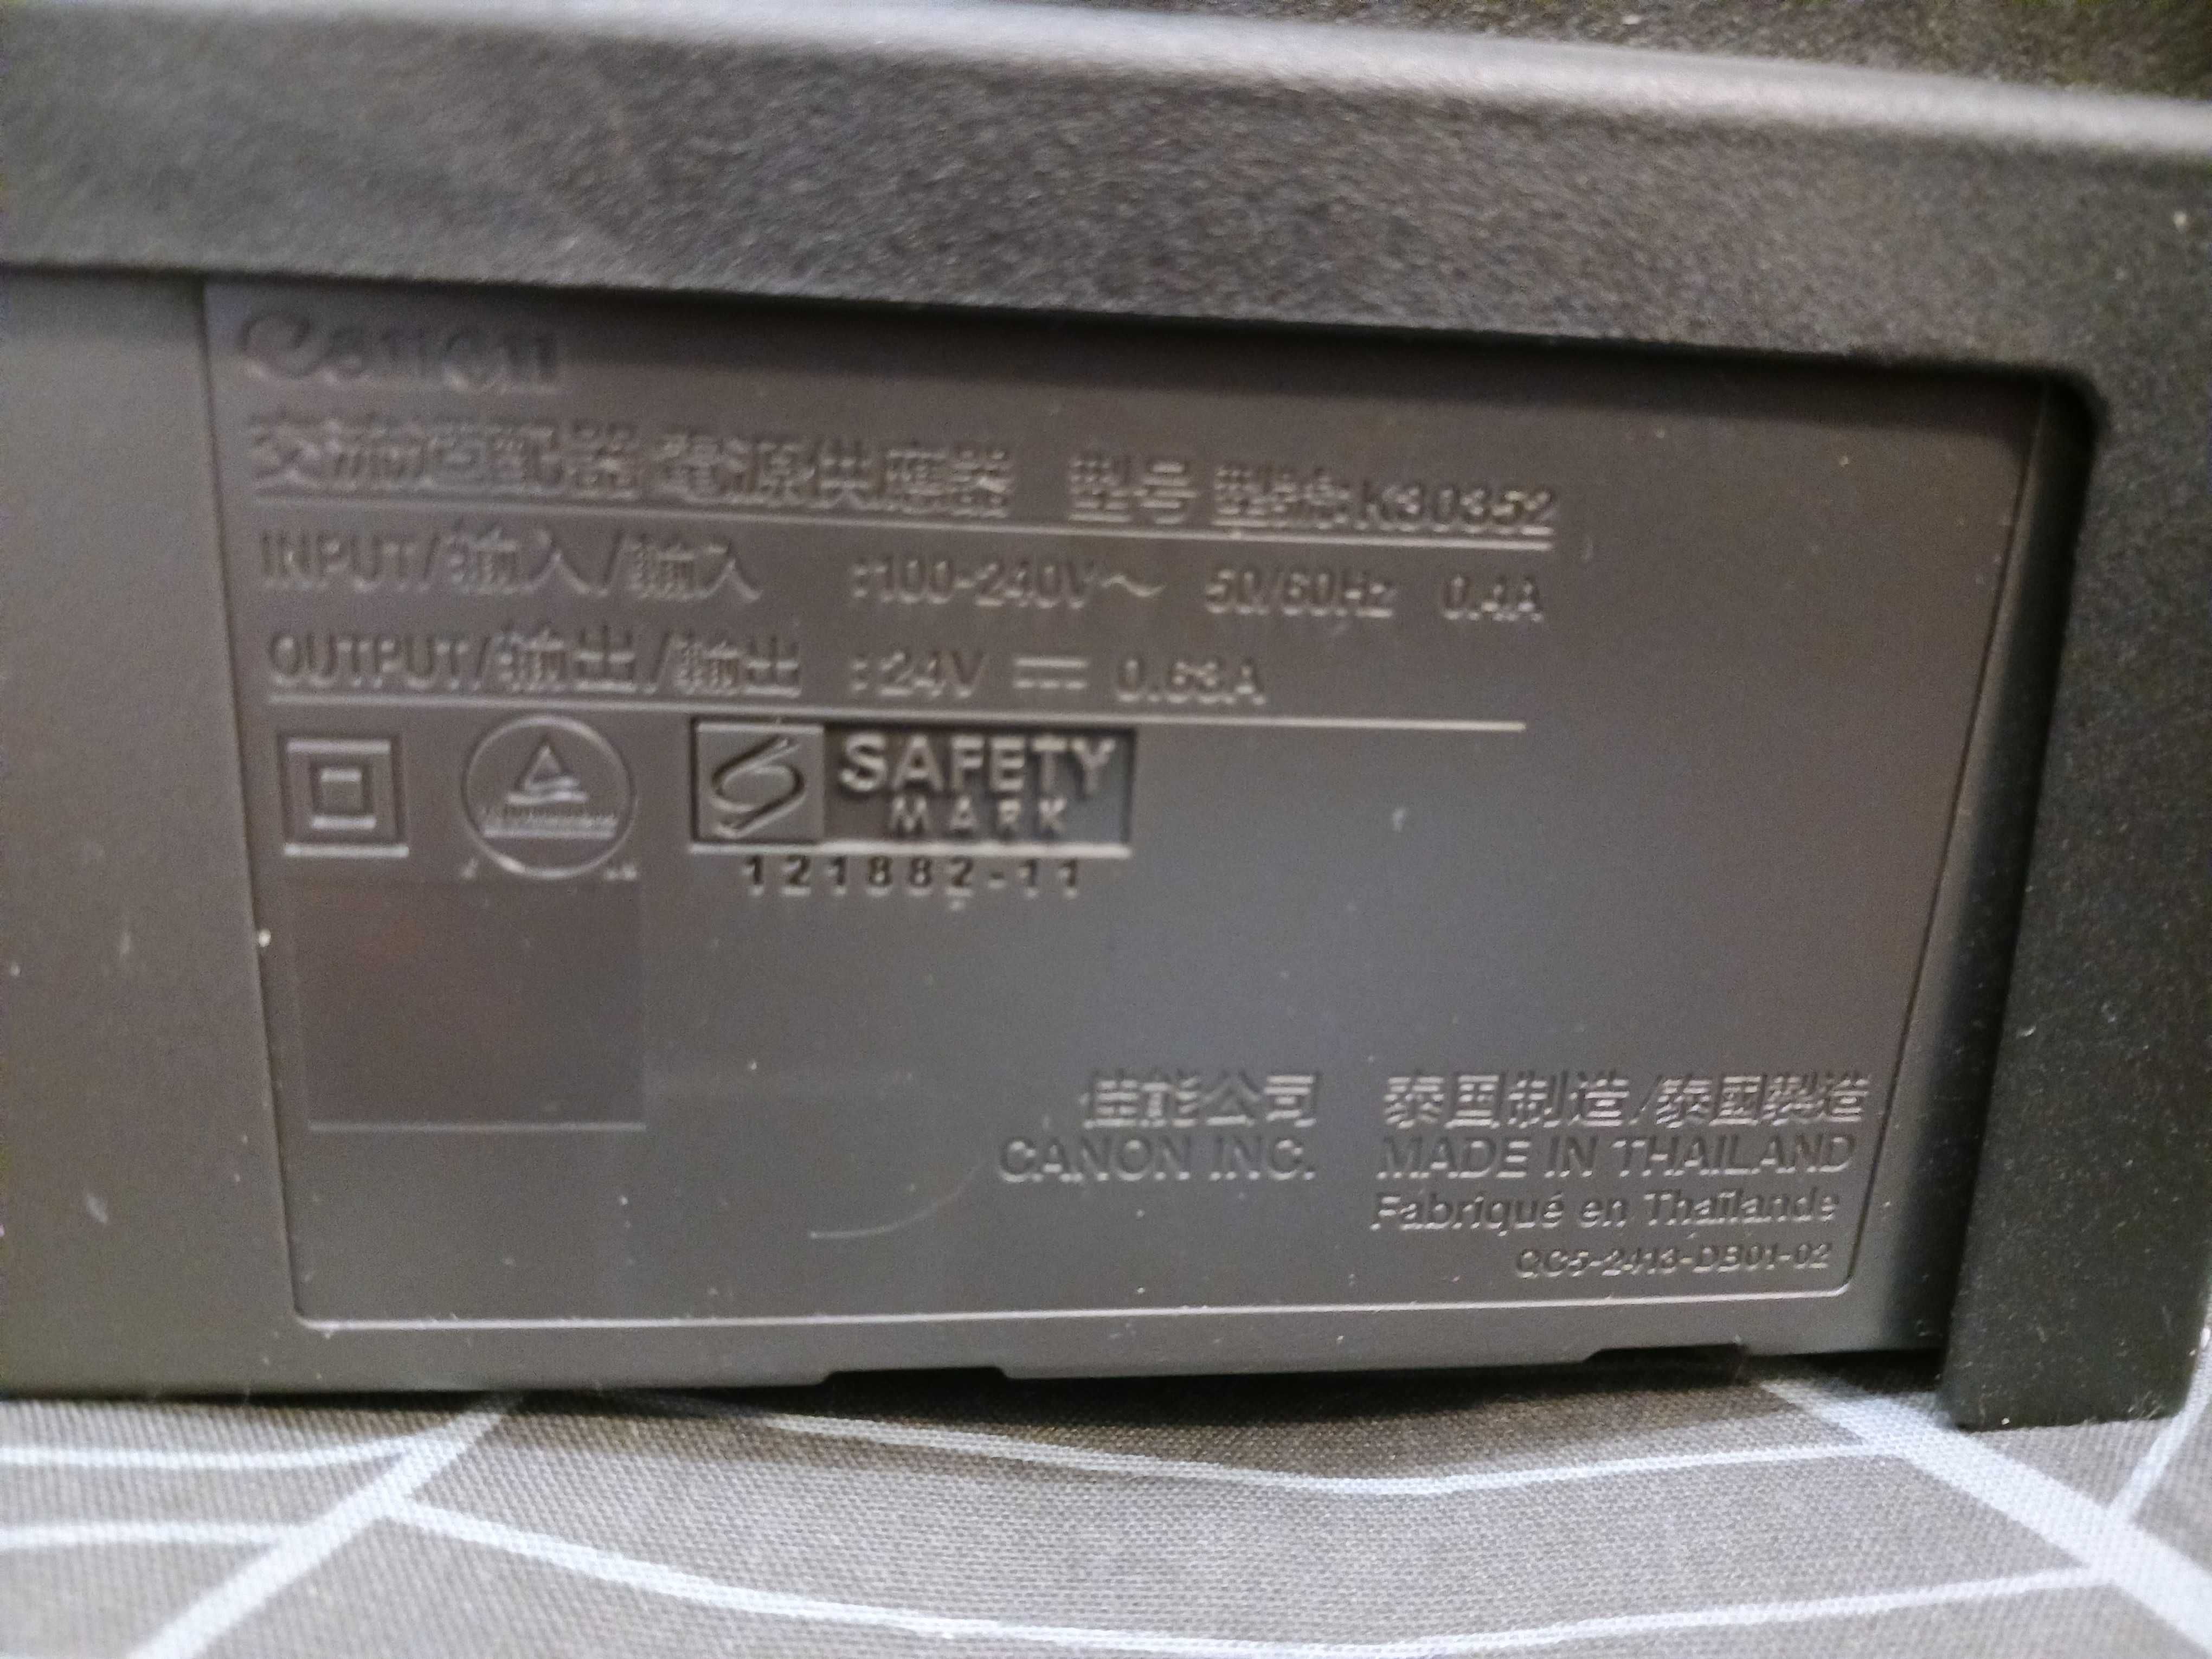 Canon
交流适配器 電源供應器 型号 型號:K30352
INPUT/输入/輸入 :100-240V～ 50/60Hz 0.4A
OUTPUT/输出/輸出 :24V ⎓ 0.63A
SAFETY
MARK
121882-11
佳能公司 泰国制造/泰國製造
CANON INC. MADE IN THAILAND
Fabriqué en Thaïlande
QC5-2413-DB01-02